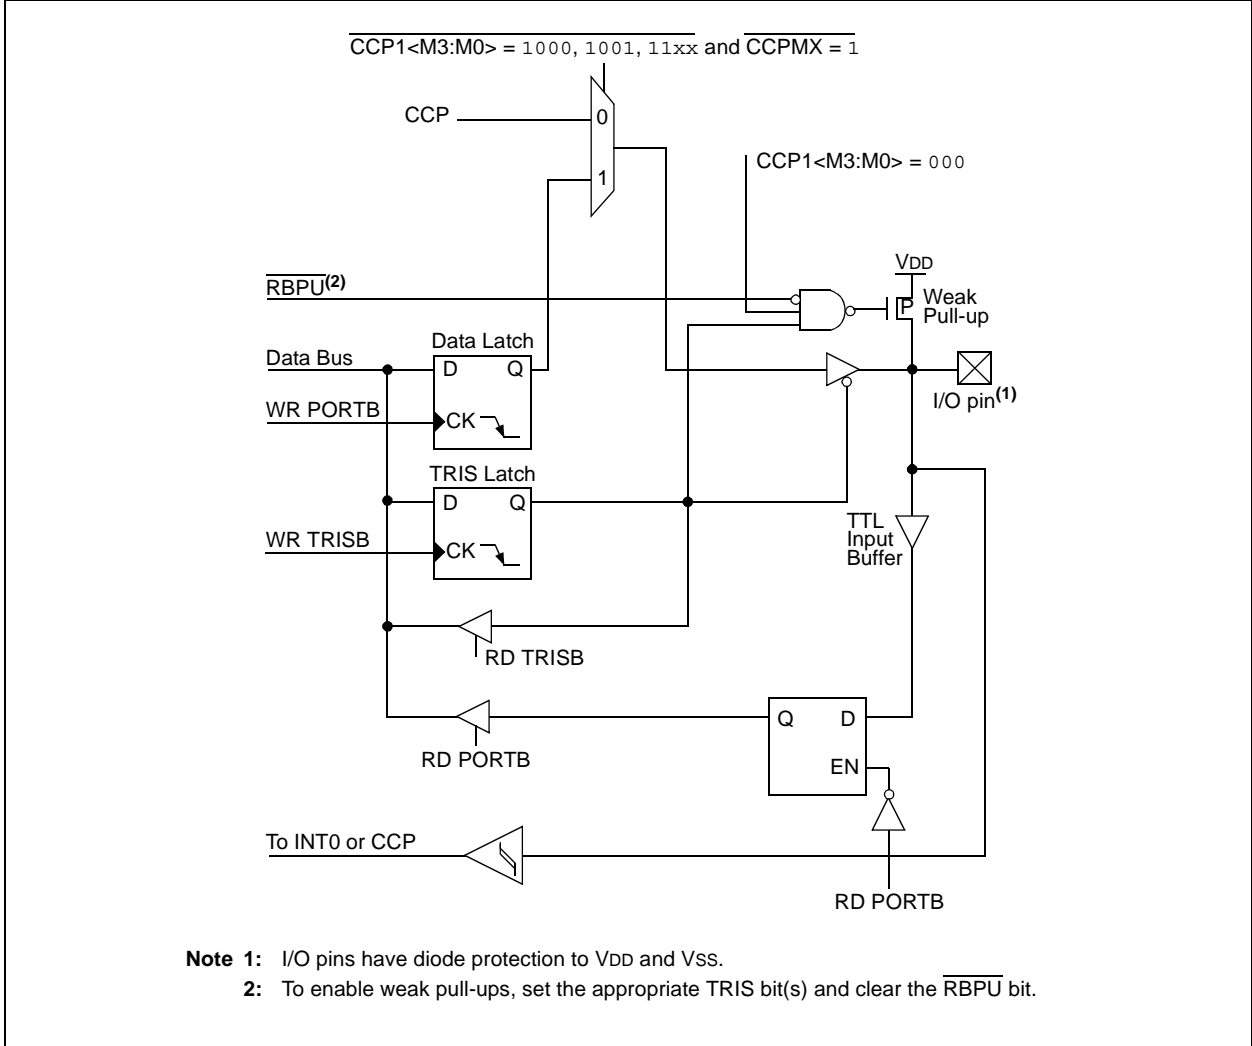 CCP1<M3:M0> = 1000, 1001, 11xx and CCPMX = 1
CCP
0
1
CCP1<M3:M0> = 000
VDD
RBPU(2)
P
Weak
Pull-up
Data Latch
Data Bus
D
Q
I/O pin(1)
WR PORTB
CK
TRIS Latch
D
Q
TTL
Input
Buffer
WR TRISB
CK
RD TRISB
Q
D
RD PORTB
EN
To INT0 or CCP
RD PORTB
Note 1: I/O pins have diode protection to VDD and VSS.
2: To enable weak pull-ups, set the appropriate TRIS bit(s) and clear the RBPU bit.